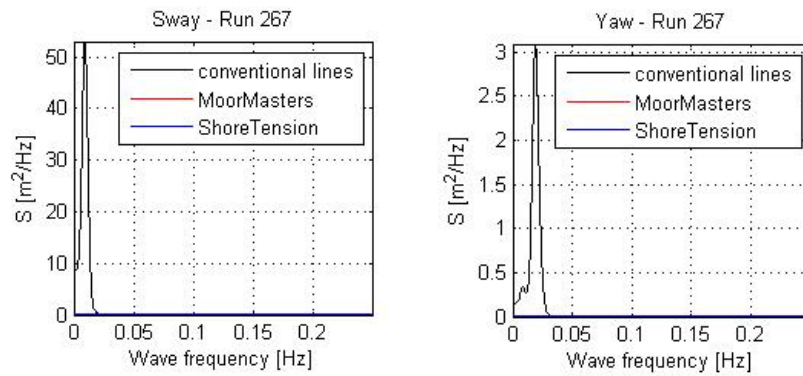 Sway - Run 267
50
40
30
20
10
0
S [m²/Hz]
conventional lines
MoorMasters
ShoreTension
0 0.05 0.1 0.15 0.2
Wave frequency [Hz]
Yaw - Run 267
3
2.5
2
1.5
1
0.5
0
S [m²/Hz]
conventional lines
MoorMasters
ShoreTension
0 0.05 0.1 0.15 0.2
Wave frequency [Hz]